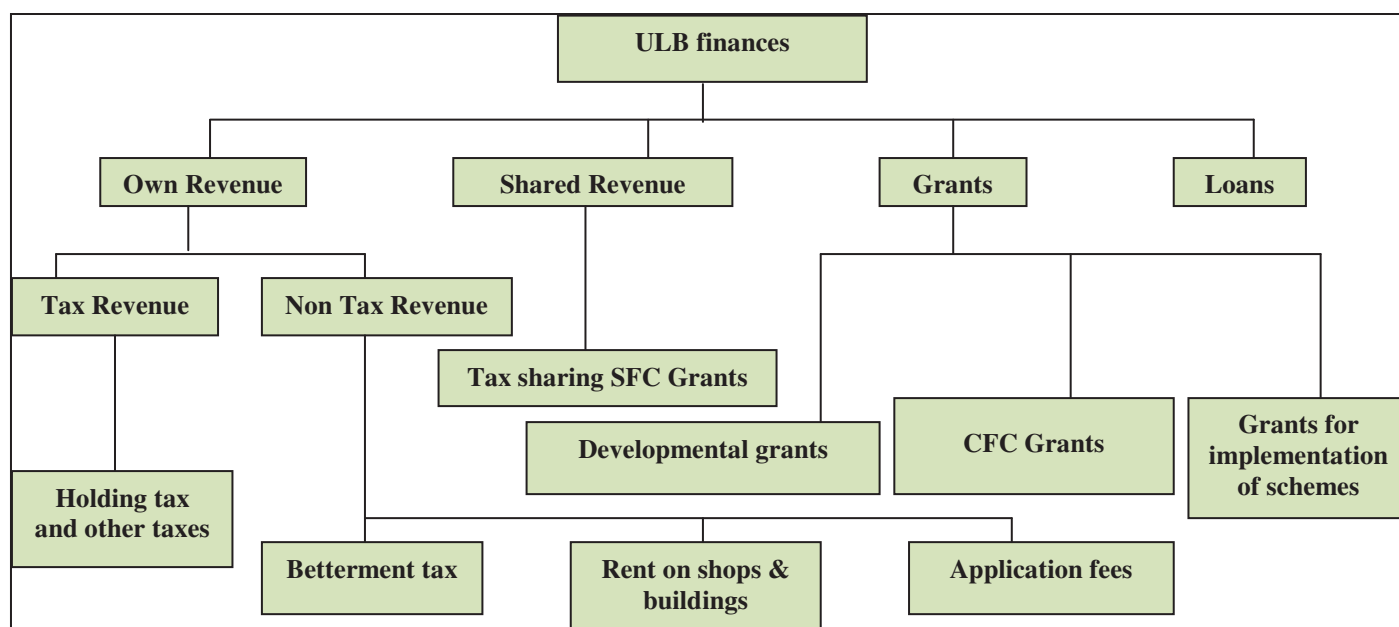 ULB finances
Own Revenue
Shared Revenue
Grants
Loans
Tax Revenue
Non Tax Revenue
Tax sharing SFC Grants
Developmental grants
CFC Grants
Grants for
implementation
of schemes
Holding tax
and other taxes
Betterment tax
Rent on shops &
buildings
Application fees